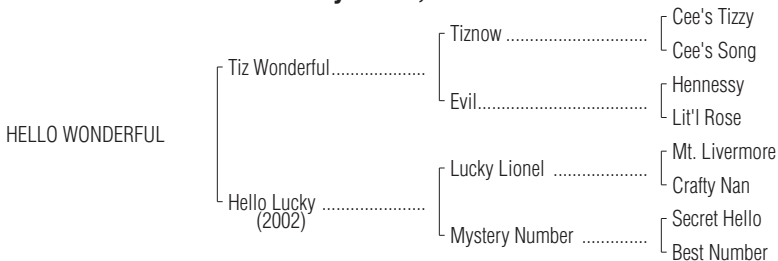 Cee's Tizzy
Tiznow
Cee's Song
Tiz Wonderful
Hennessy
Evil
Lit'l Rose
HELLO WONDERFUL
Mt. Livermore
Lucky Lionel
Crafty Nan
Hello Lucky
(2002)
Secret Hello
Mystery Number
Best Number